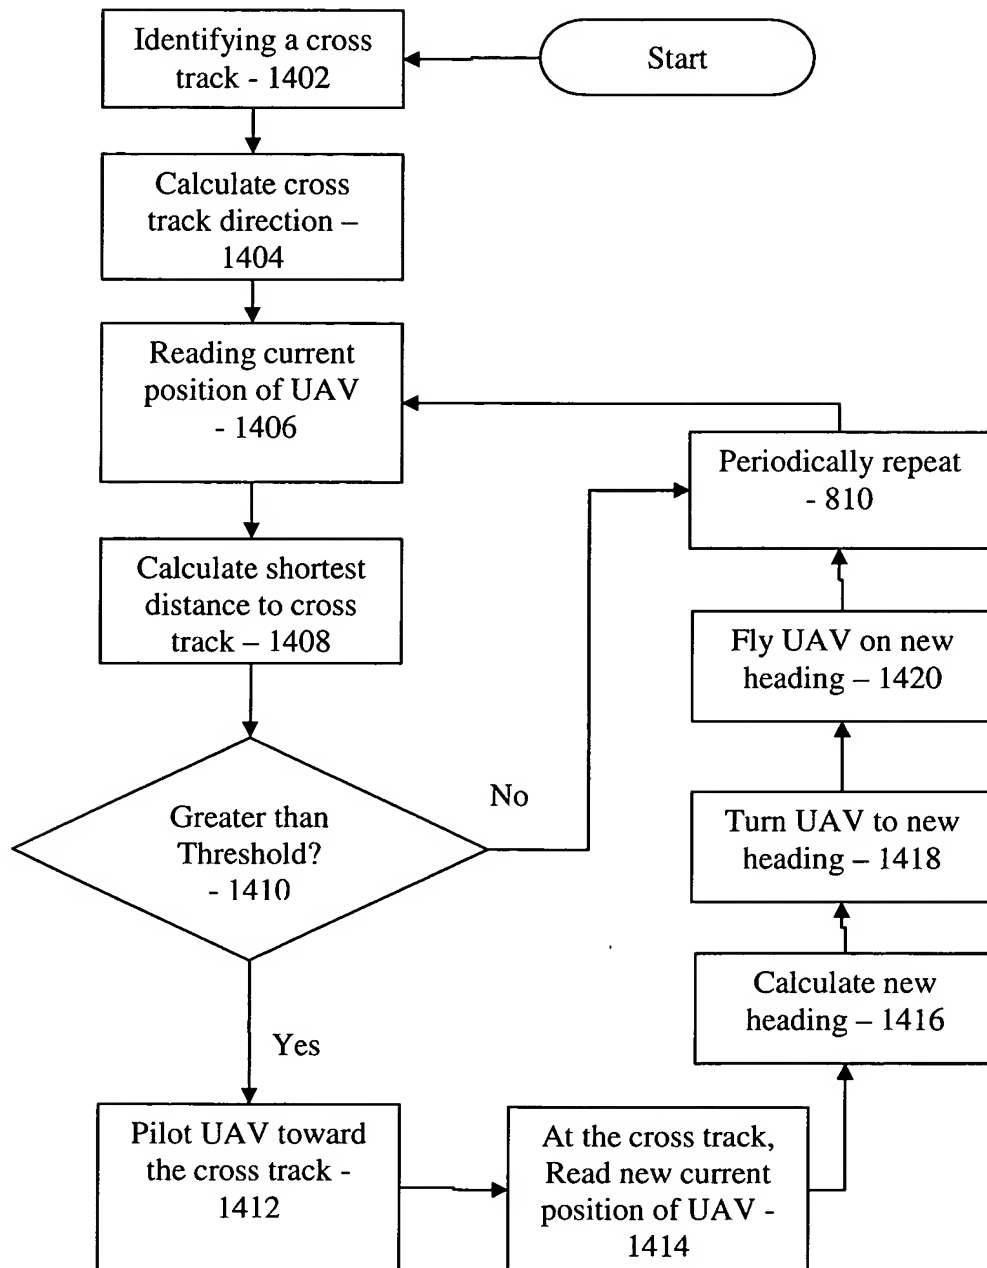 Start
Identifying a cross
track - 1402
Calculate cross
track direction –
1404
Reading current
position of UAV
- 1406
Calculate shortest
distance to cross
track – 1408
Greater than
Threshold?
- 1410
No
Yes
Pilot UAV toward
the cross track -
1412
At the cross track,
Read new current
position of UAV -
1414
Calculate new
heading – 1416
Turn UAV to new
heading – 1418
Fly UAV on new
heading – 1420
Periodically repeat
- 810